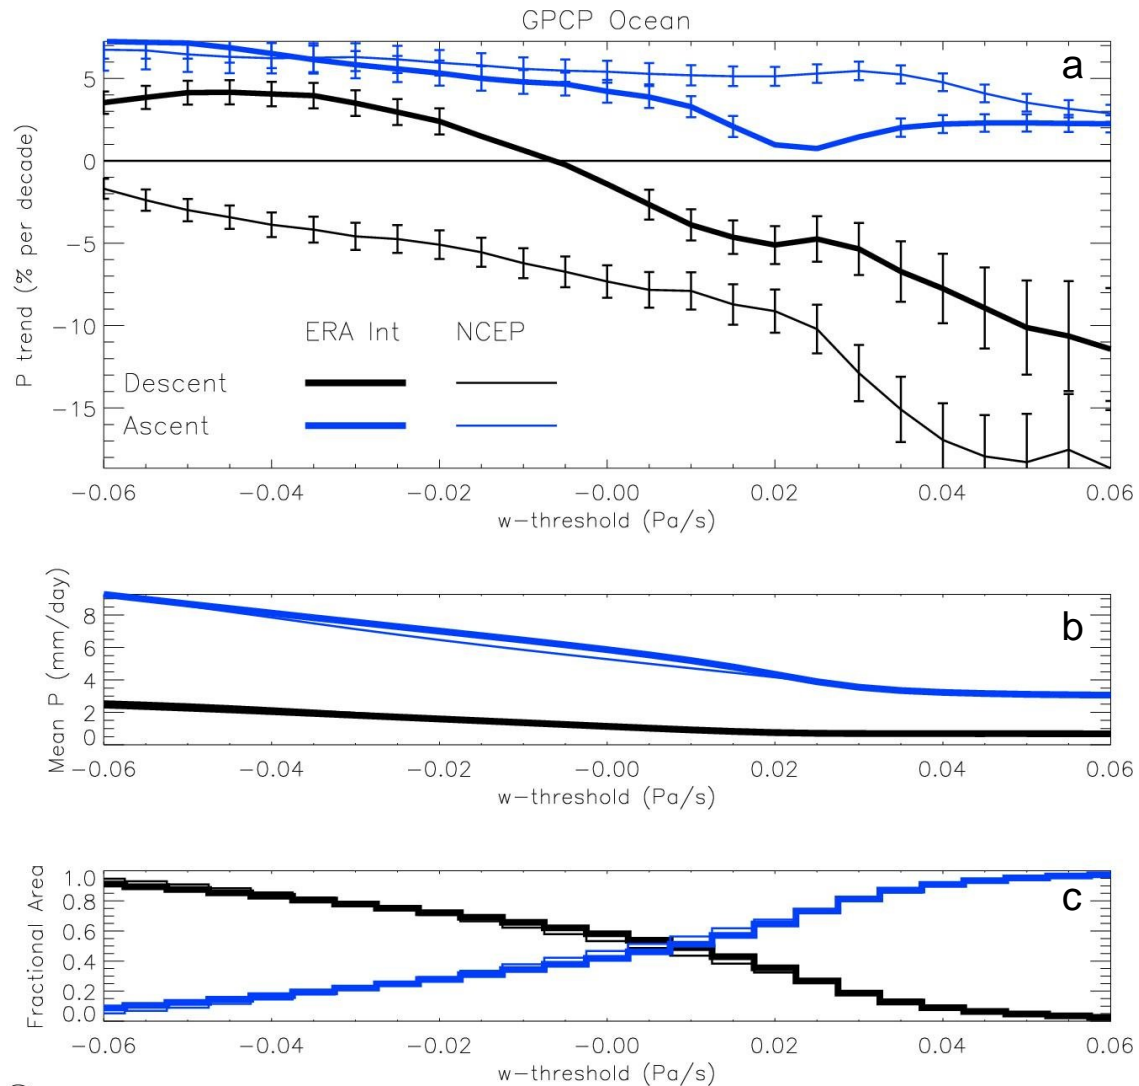 GPCP Ocean
a
5
0
-5
-10
-15
P trend (% per decade)
ERA Int NCEP
Descent
Ascent
-0.06 -0.04 -0.02 -0.00 0.02 0.04 0.06
w-threshold (Pa/s)
b
8
6
4
2
0
Mean P (mm/day)
-0.06 -0.04 -0.02 -0.00 0.02 0.04 0.06
w-threshold (Pa/s)
c
1.0
0.8
0.6
0.4
0.2
0.0
Fractional Area
-0.06 -0.04 -0.02 -0.00 0.02 0.04 0.06
w-threshold (Pa/s)